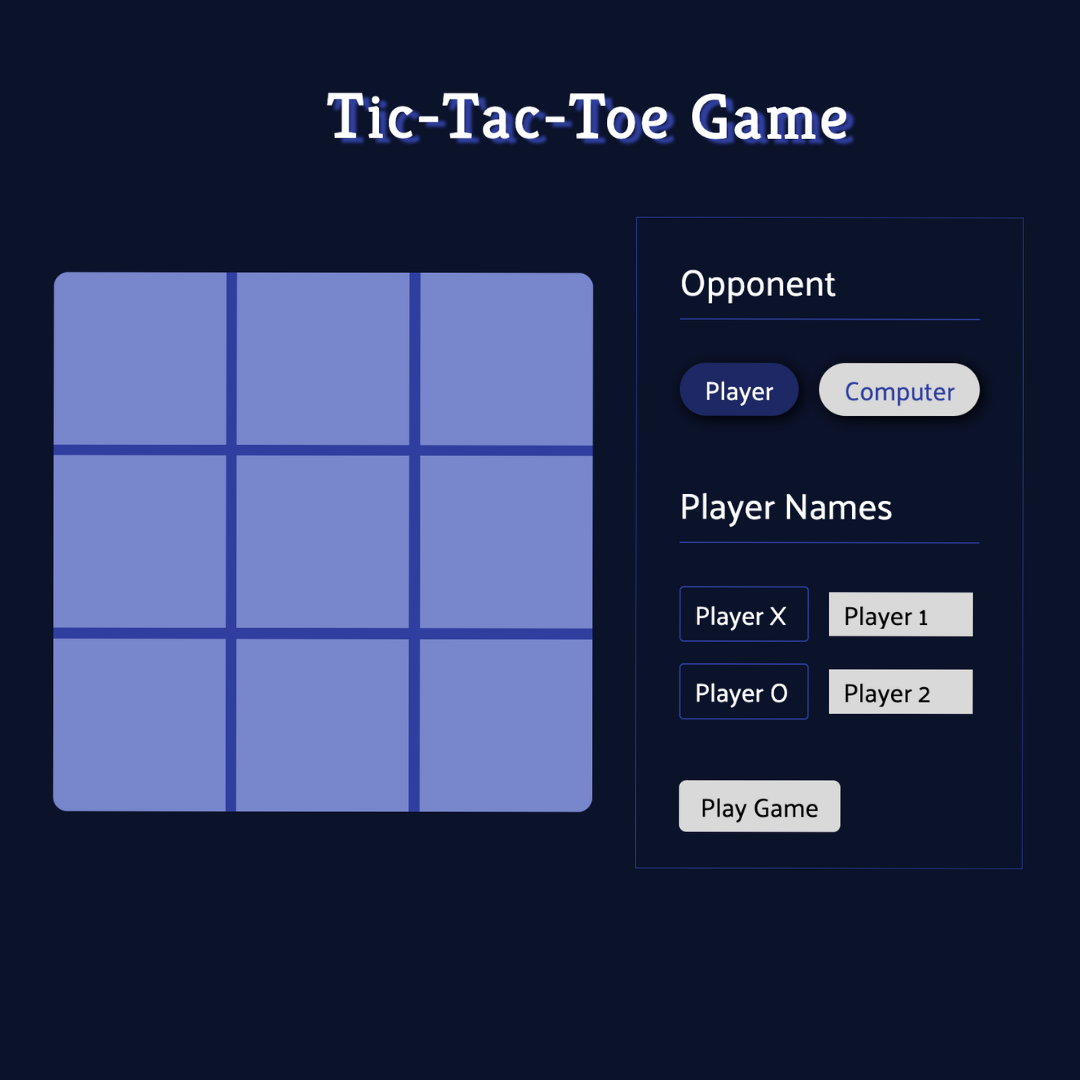 Tic-Tac-Toe Game
Opponent
Player Computer
Player Names
Player X Player 1
Player O Player 2
Play Game